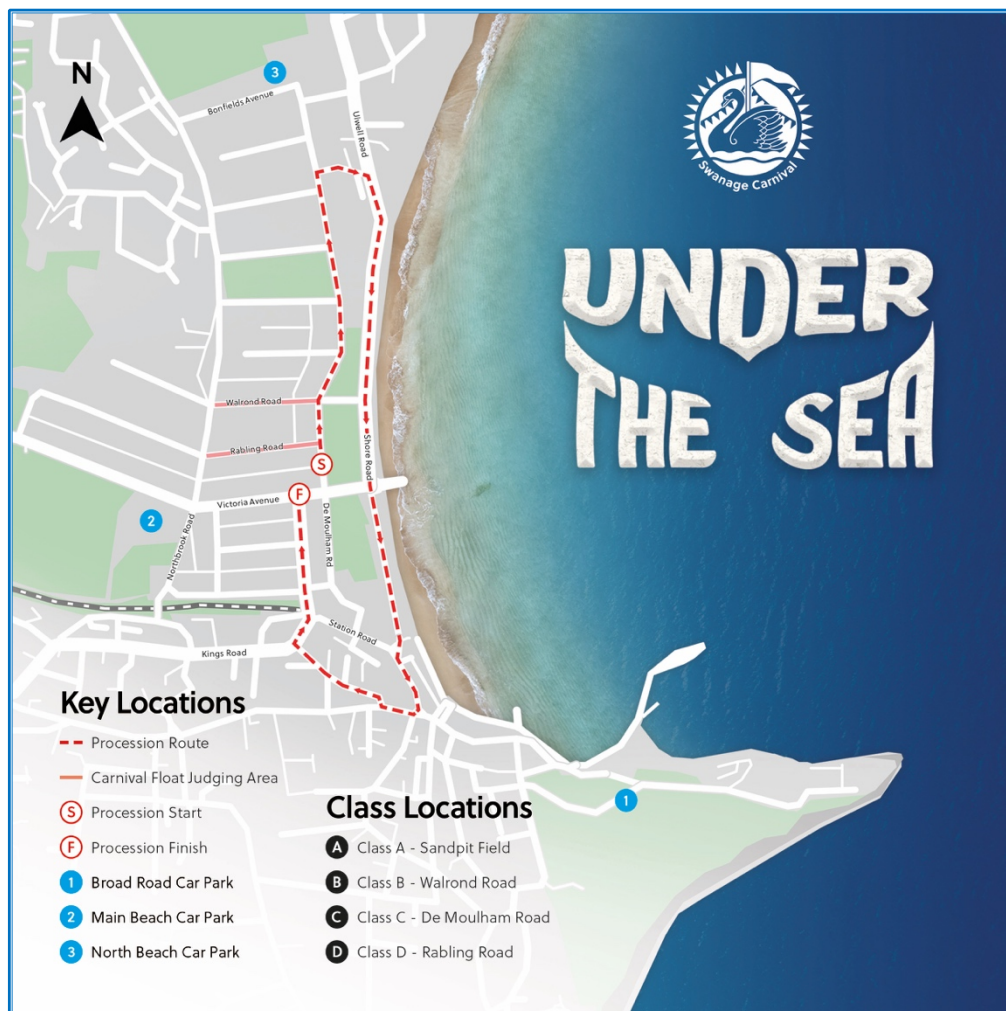 N
3
Bonfields Avenue
Ulwell Road
Swanage Carnival
UNDER
THE SEA
Walrond Road
Rabling Road
Shore Road
S
F
Victoria Avenue
2
Northbrook Road
De Moulham Rd
Station Road
Kings Road
1
Key Locations
Procession Route
Carnival Float Judging Area
S Procession Start
F Procession Finish
1 Broad Road Car Park
2 Main Beach Car Park
3 North Beach Car Park
Class Locations
A Class A - Sandpit Field
B Class B - Walrond Road
C Class C - De Moulham Road
D Class D - Rabling Road